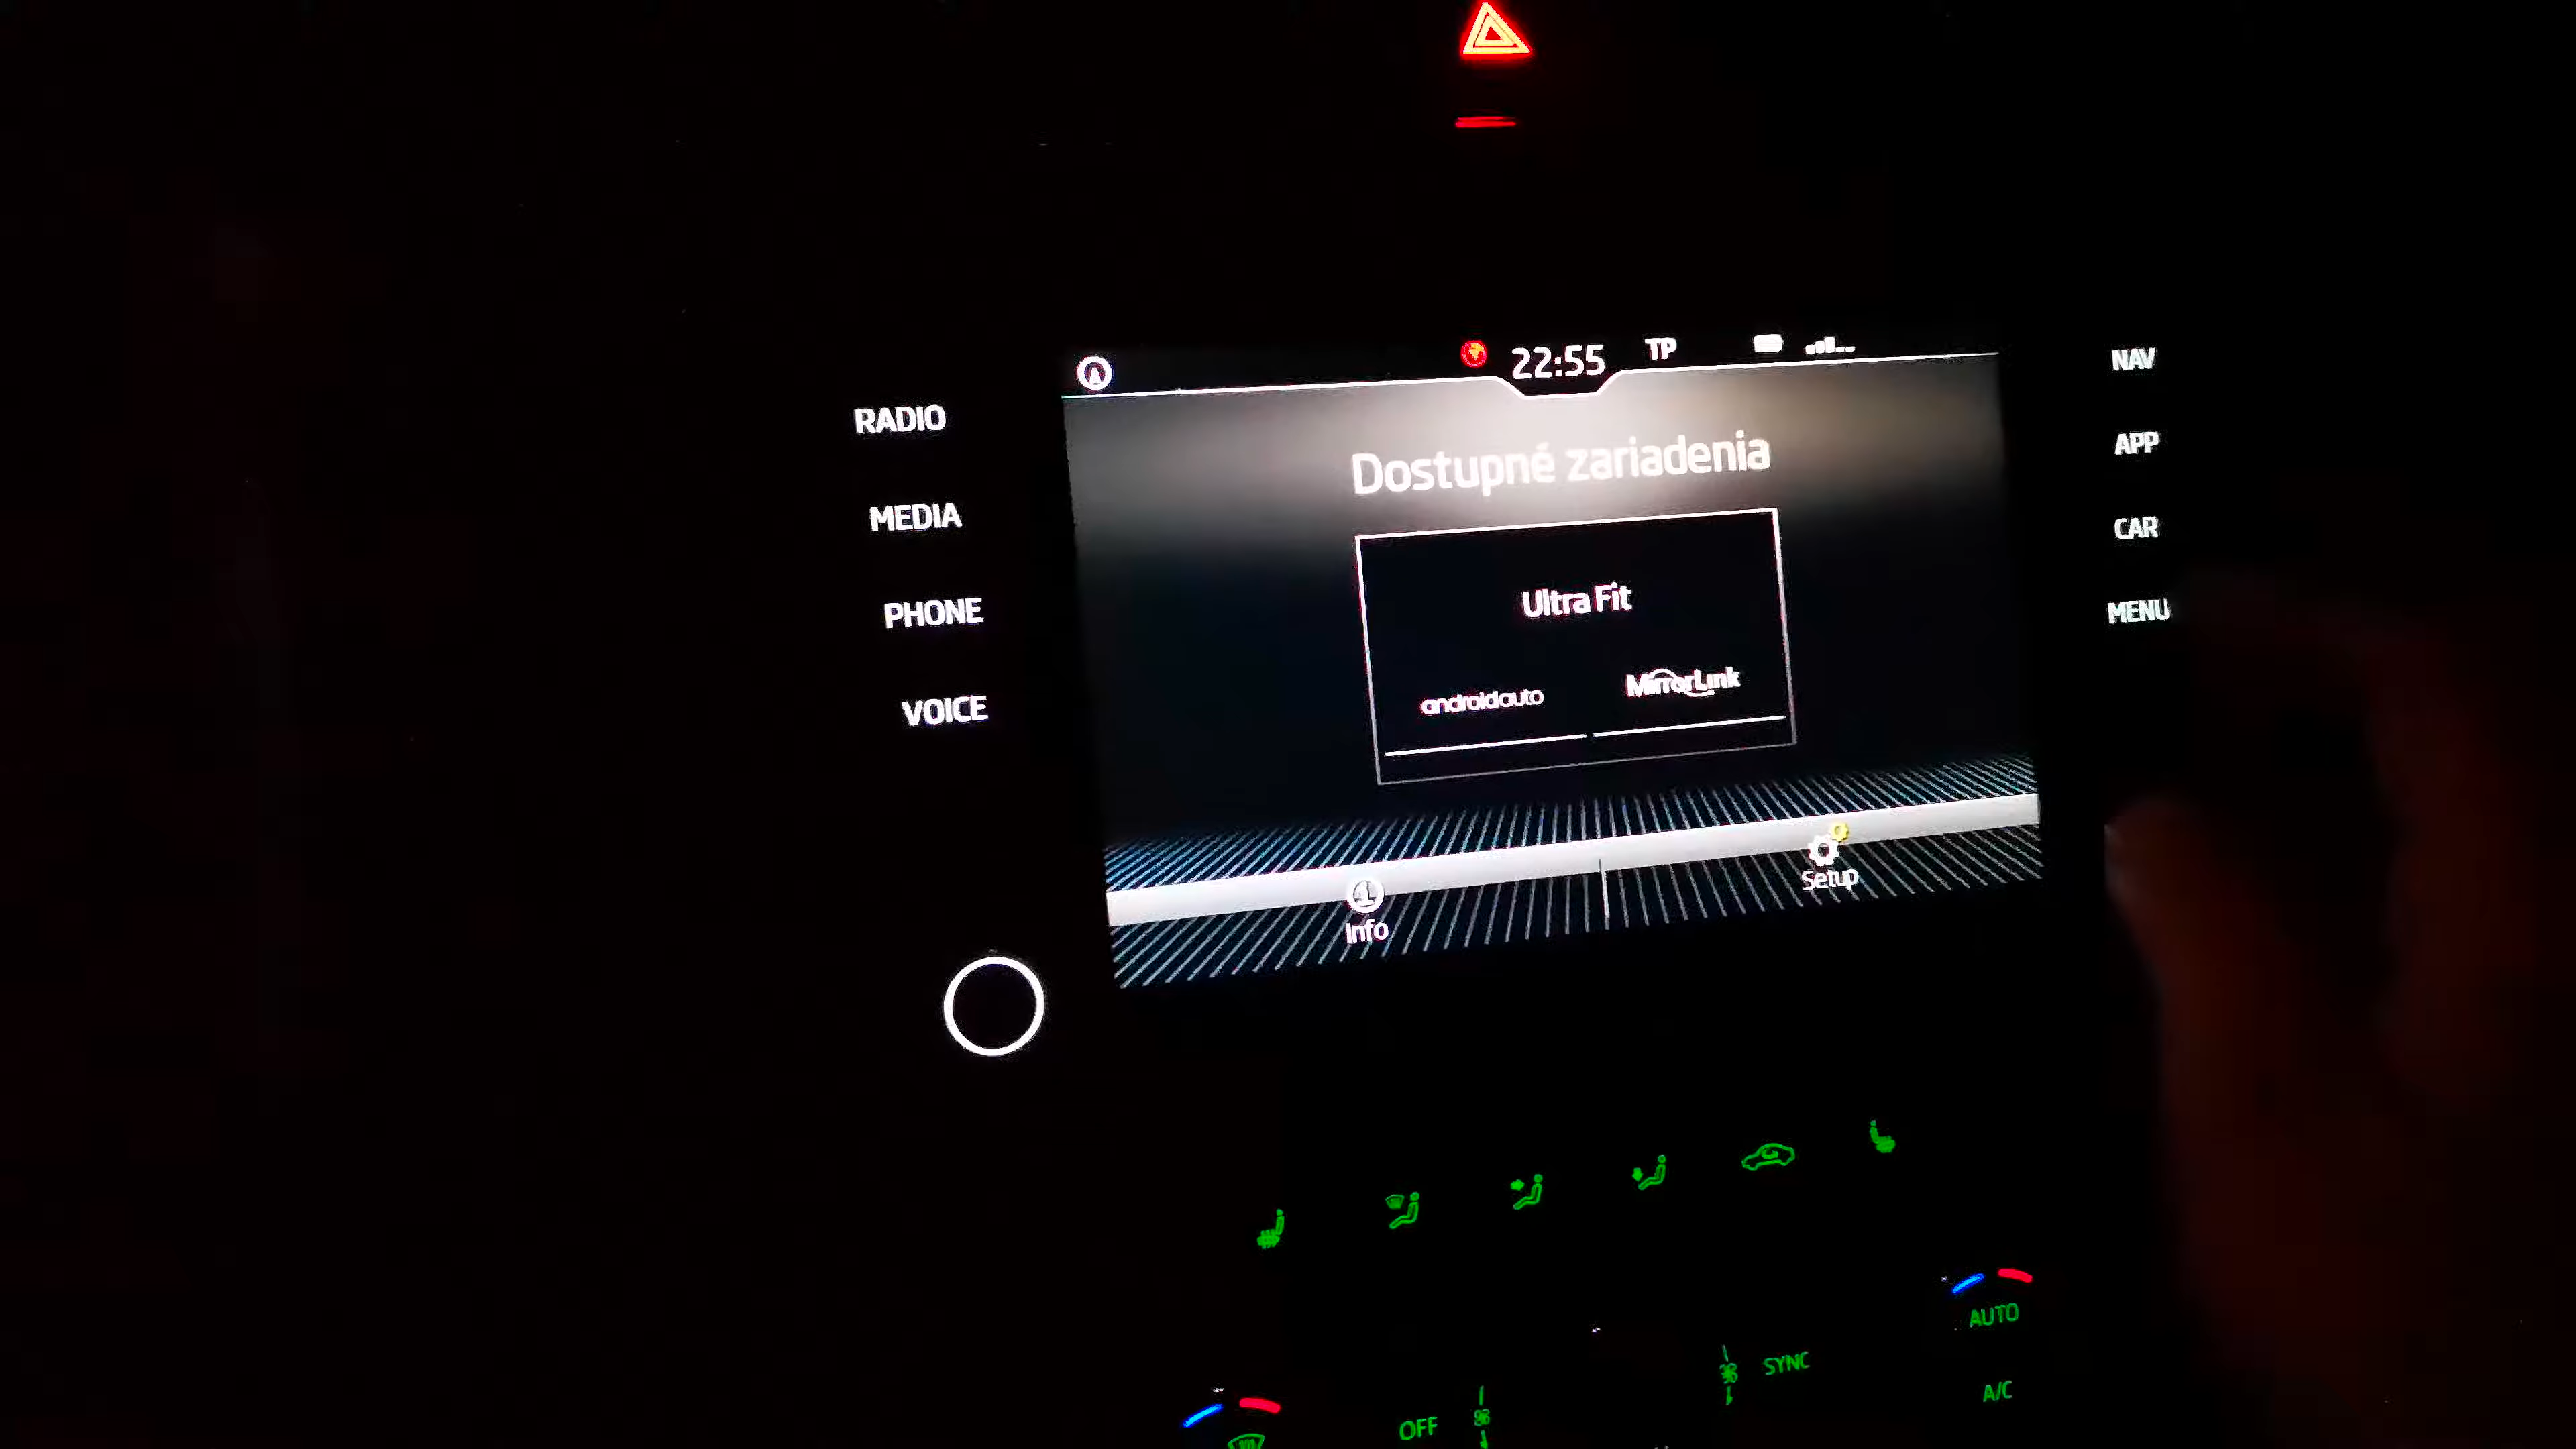 22:55 TP
RADIO
MEDIA
PHONE
VOICE
Dostupné zariadenia
Ultra Fit
androidauto
MirrorLink
Info
Setup
NAV
APP
CAR
MENU
AUTO
SYNC
A/C
OFF